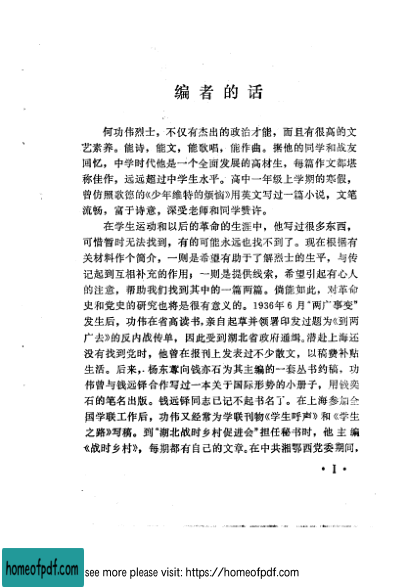 编者的话
何功伟烈士，不仅有杰出的政治才能，而且有很高的文
艺素养。能诗，能文，能歌唱，能作曲。据他的同学和战友
回忆，中学时代他是一个全面发展的高材生，每篇作文都堪
称佳作，远远超过中学生水平。高中一年级上学期的寒假，
曾仿照歌德的《少年维特的烦恼》用英文写过一篇小说，文笔
流畅，富于诗意，深受老师和同学赞许。
在学生运动和以后的革命的生涯中，他写过很多东西，
可惜暂时无法找到，有的可能永远也找不到了。现在根据有
关材料作个简介，一则是希望有助于了解烈士的生平，与传
记起到互相补充的作用；一则是提供线索，希望引起有心人
的注意，帮助我们找到其中的一篇两篇。倘能如此，对革命
史和党史的研究也将是很有意义的。1936年6月“两广事变”
发生后，功伟在省高读书，亲自起草并领署印发过题为《到两
广去》的反内战传单，因此受到湖北省政府通缉。潜赴上海还
没有找到党时，他曾在报刊上发表过不少散文，以稿费补贴
生活。后来，杨东莼向钱亦石为其主编的一套丛书约稿，功
伟曾与钱远铎合作写过一本关于国际形势的小册子，用钱奕
石的笔名出版。钱远铎同志已记不起书名了。在上海参加全
国学联工作后，功伟又经常为学联刊物《学生呼声》和《学生
之路》写稿。到“湖北战时乡村促进会”担任秘书时，他主编
《战时乡村》，每期都有自己的文章。在中共湘鄂西党委期间，
· I ·
homeofpdf.com
see more please visit: https://homeofpdf.com